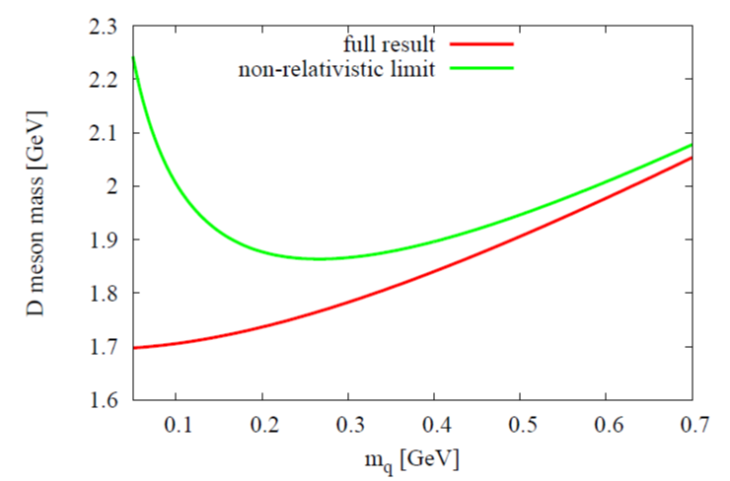 2.3
full result
non-relativistic limit
2.2
2.1
2
1.9
1.8
1.7
1.6
D meson mass [GeV]
0.1 0.2 0.3 0.4 0.5 0.6 0.7
mq [GeV]